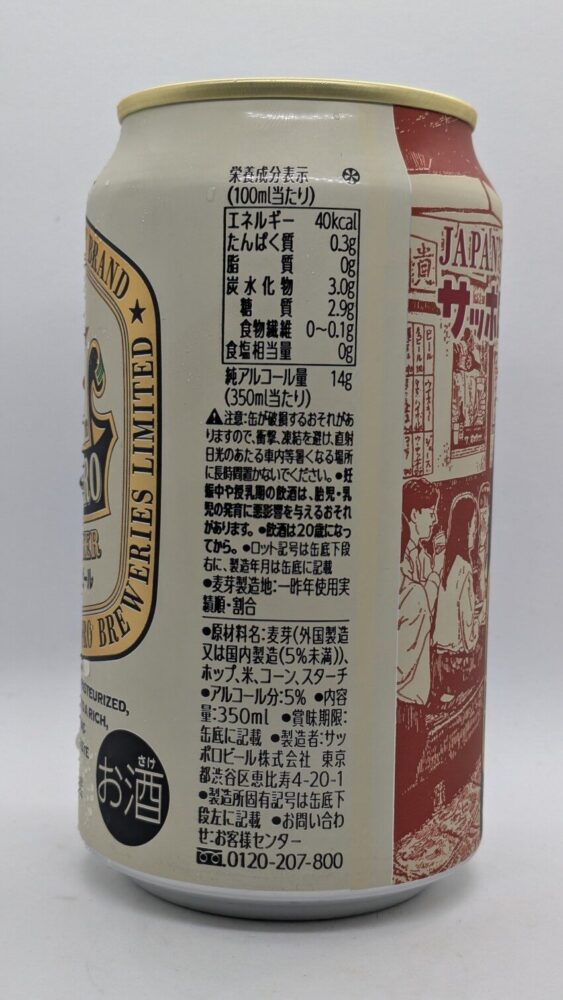 栄養成分表示
(100ml当たり)
エネルギー 40kcal
たんぱく質 0.3g
脂質 0g
炭水化物 3.0g
糖質 2.9g
食物繊維 0～0.1g
食塩相当量 0g
純アルコール量 14g
(350ml当たり)
⚠注意:缶が破損するおそれがあ
りますので、衝撃、凍結を避け、直射
日光のあたる車内等暑くなる場所
に長時間置かないでください。●妊
娠中や授乳期の飲酒は、胎児・乳
児の発育に悪影響を与えるおそれ
があります。●飲酒は20歳になっ
てから。●ロット記号は缶底下段
右に、製造年月は缶底に記載
●麦芽製造地:一昨年使用実
績順・割合
●原材料名:麦芽(外国製造
又は国内製造(5%未満))、
ホップ、米、コーン、スターチ
●アルコール分:5% ●内容
量:350ml ●賞味期限:
缶底に記載 ●製造者:サッ
ポロビール株式会社 東京
都渋谷区恵比寿4-20-1
●製造所固有記号は缶底下
段左に記載 ●お問い合わ
せ:お客様センター
0120-207-800
BRAND ★
BREWERIES LIMITED
さけ
お酒
JAPAN
サッポ